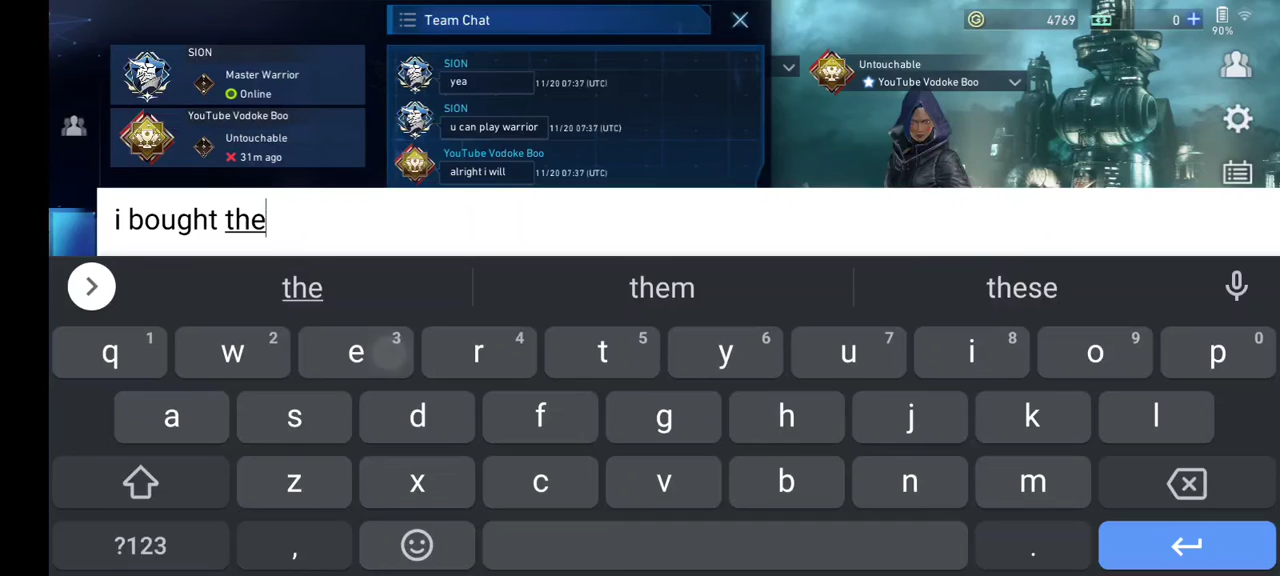 Team Chat
4769
0
90%
SION
Master Warrior
Online
YouTube Vodoke Boo
Untouchable
31m ago
SION
yea
11/20 07:37 (UTC)
SION
u can play warrior
11/20 07:37 (UTC)
YouTube Vodoke Boo
alright i will
11/20 07:37 (UTC)
Untouchable
YouTube Vodoke Boo
i bought the
the them these
q 1 w 2 e 3 r 4 t 5 y 6 u 7 i 8 o 9 p 0
a s d f g h j k l
z x c v b n m
?123 , .